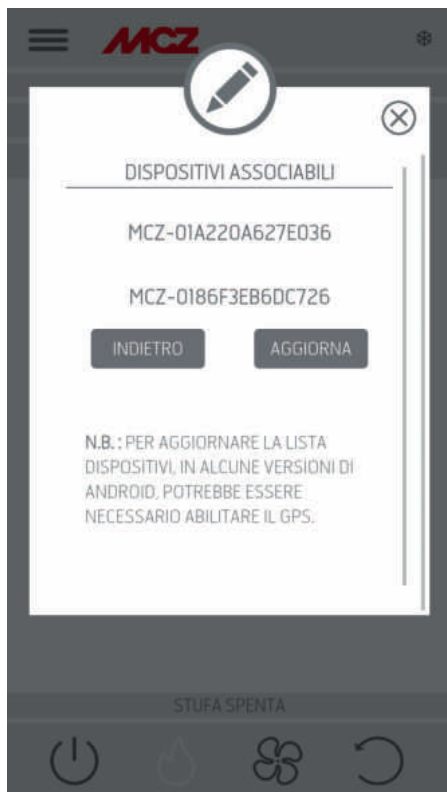 MCZ
DISPOSITIVI ASSOCIABILI
MCZ-01A220A627E036
MCZ-0186F3EB6DC726
INDIETRO
AGGIORNA
N.B. : PER AGGIORNARE LA LISTA
DISPOSITIVI, IN ALCUNE VERSIONI DI
ANDROID, POTREBBE ESSERE
NECESSARIO ABILITARE IL GPS.
STUFA SPENTA